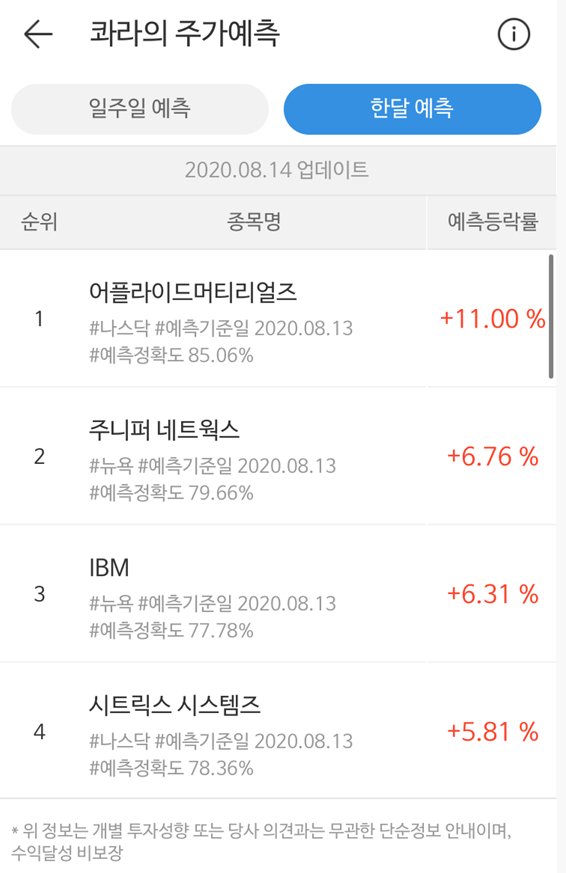 콰라의 주가예측
일주일 예측
한달 예측
2020.08.14 업데이트
순위 종목명 예측등락률
1 어플라이드머티리얼즈 +11.00 %
#나스닥 #예측기준일 2020.08.13
#예측정확도 85.06%
2 주니퍼 네트웍스 +6.76 %
#뉴욕 #예측기준일 2020.08.13
#예측정확도 79.66%
3 IBM +6.31 %
#뉴욕 #예측기준일 2020.08.13
#예측정확도 77.78%
4 시트릭스 시스템즈 +5.81 %
#나스닥 #예측기준일 2020.08.13
#예측정확도 78.36%
* 위 정보는 개별 투자성향 또는 당사 의견과는 무관한 단순정보 안내이며,
수익달성 비보장